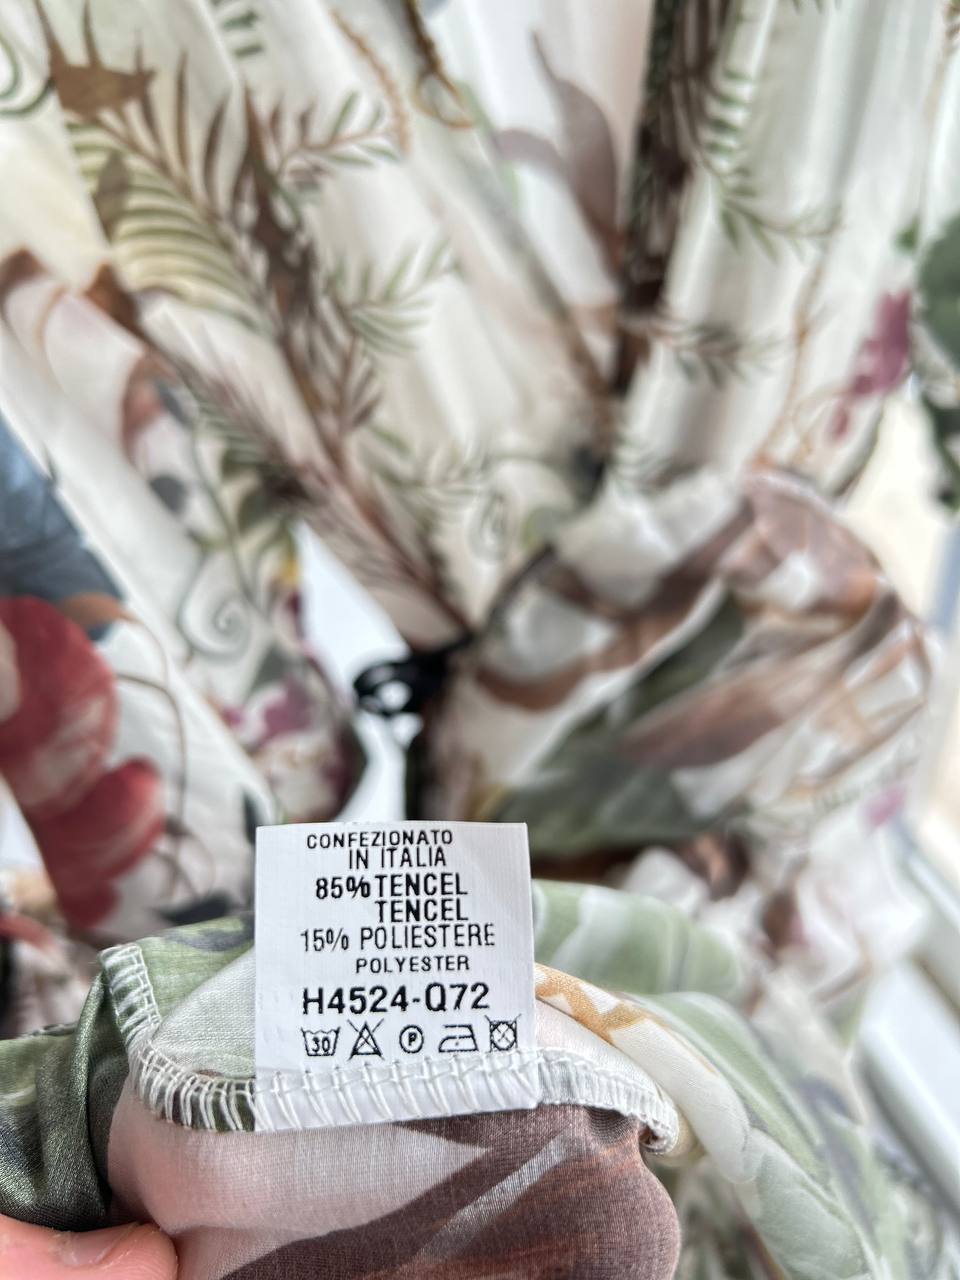 CONFEZIONATO
IN ITALIA
85% TENCEL
TENCEL
15% POLIESTERE
POLYESTER
H4524-Q72
30 P